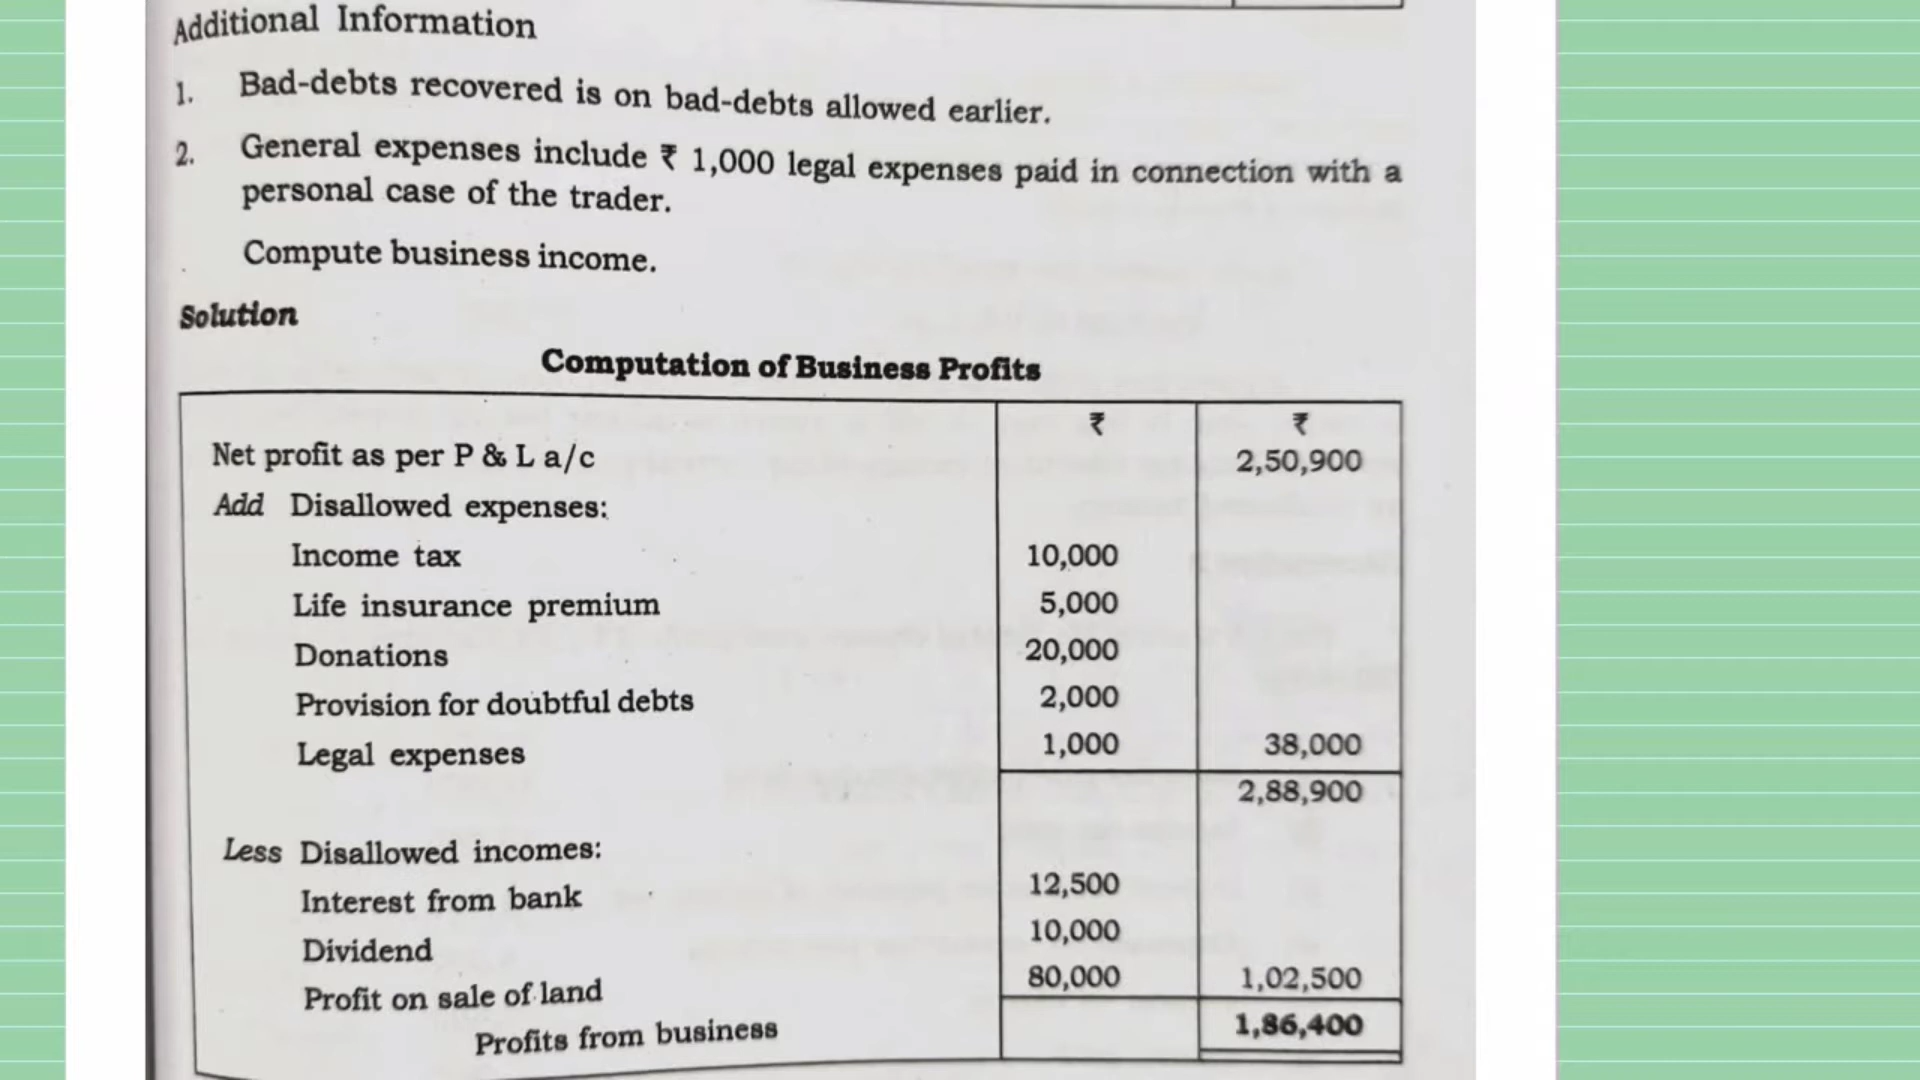 Additional Information
1. Bad-debts recovered is on bad-debts allowed earlier.
2. General expenses include ₹ 1,000 legal expenses paid in connection with a
personal case of the trader.
Compute business income.
Solution
Computation of Business Profits
₹ ₹
Net profit as per P & L a/c 2,50,900
Add Disallowed expenses:
Income tax 10,000
Life insurance premium 5,000
Donations 20,000
Provision for doubtful debts 2,000
Legal expenses 1,000 38,000
2,88,900
Less Disallowed incomes:
Interest from bank 12,500
Dividend 10,000
Profit on sale of land 80,000 1,02,500
Profits from business 1,86,400